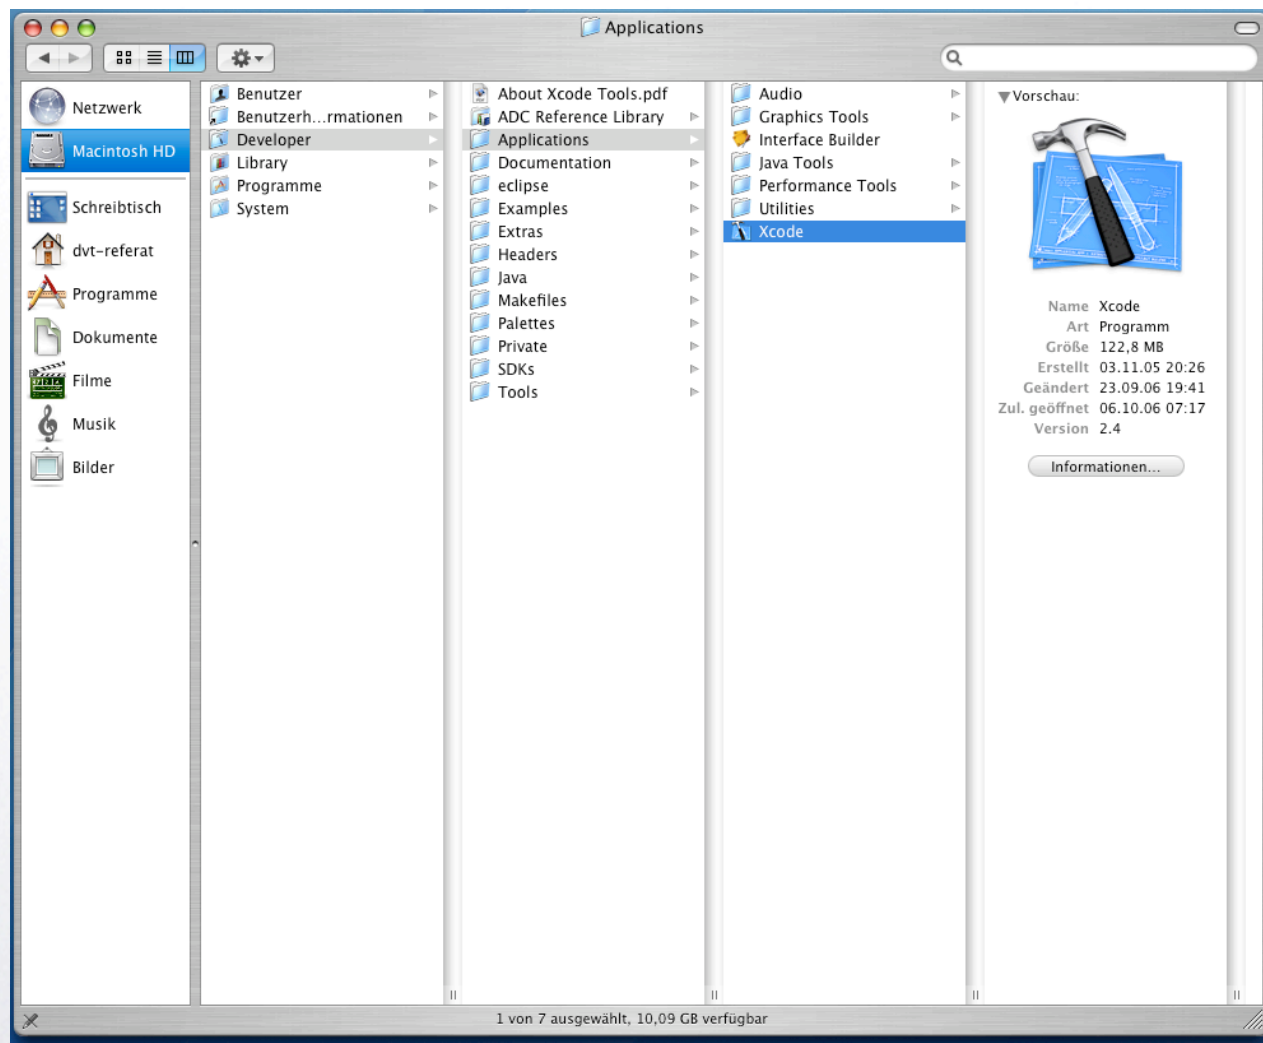 Applications
Netzwerk
Macintosh HD
Schreibtisch
dvt-referat
Programme
Dokumente
Filme
Musik
Bilder
Benutzer
Benutzerh...rmationen
Developer
Library
Programme
System
About Xcode Tools.pdf
ADC Reference Library
Applications
Documentation
eclipse
Examples
Extras
Headers
Java
Makefiles
Palettes
Private
SDKs
Tools
Audio
Graphics Tools
Interface Builder
Java Tools
Performance Tools
Utilities
Xcode
Vorschau:
Name Xcode
Art Programm
Größe 122,8 MB
Erstellt 03.11.05 20:26
Geändert 23.09.06 19:41
Zul. geöffnet 06.10.06 07:17
Version 2.4
Informationen...
1 von 7 ausgewählt, 10,09 GB verfügbar